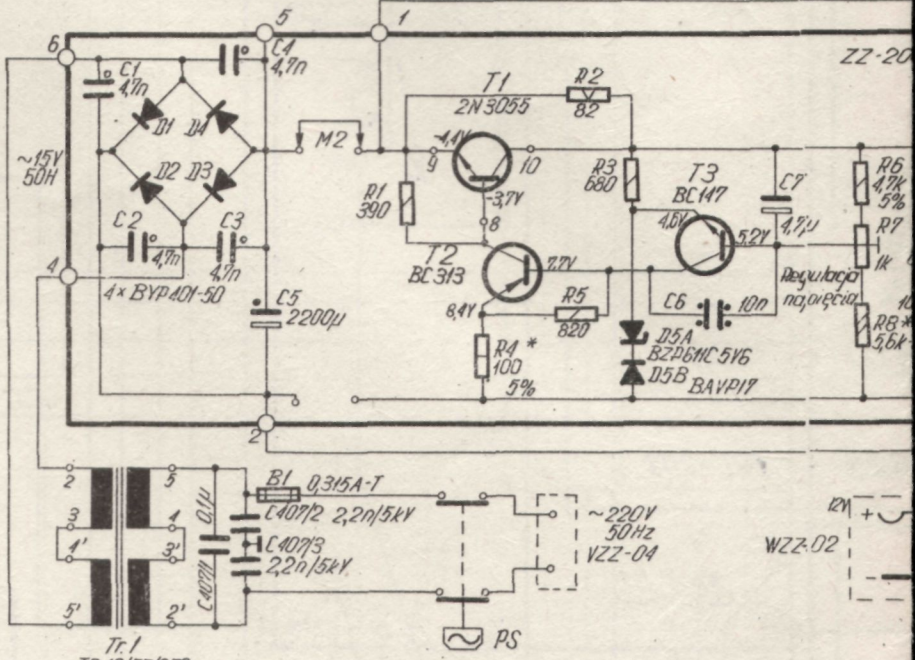 5
1
6
C4
4,7n
ZZ-20
C1
4,7n
T1
2N3055
R2
82
D1
D4
M2
-4,4V
9
10
~15V
50H
D2
D3
R1
390
-3,7V
8
R3
680
T3
BC147
4,6V
5,2V
C7
4,7µ
R6
4,7k
5%
R7
1k
C2
4,7n
C3
4,7n
T2
BC313
7,7V
8,4V
4
4×BYP401-50
C5
2200µ
R5
820
C6
10n
Regulacja
napięcia
R4*
100
5%
D5A
BZP611C5V6
D5B
BAVP17
R8*
5,6k
2
2
5
B1
0,315A-T
0,1µ
C407/2
2,2n/5kV
3
4
4'
3'
C407/3
2,2n/5kV
C407/1
~220V
50Hz
VZZ-04
12V
+
WZZ-02
-
5'
2'
Tr.1
PS